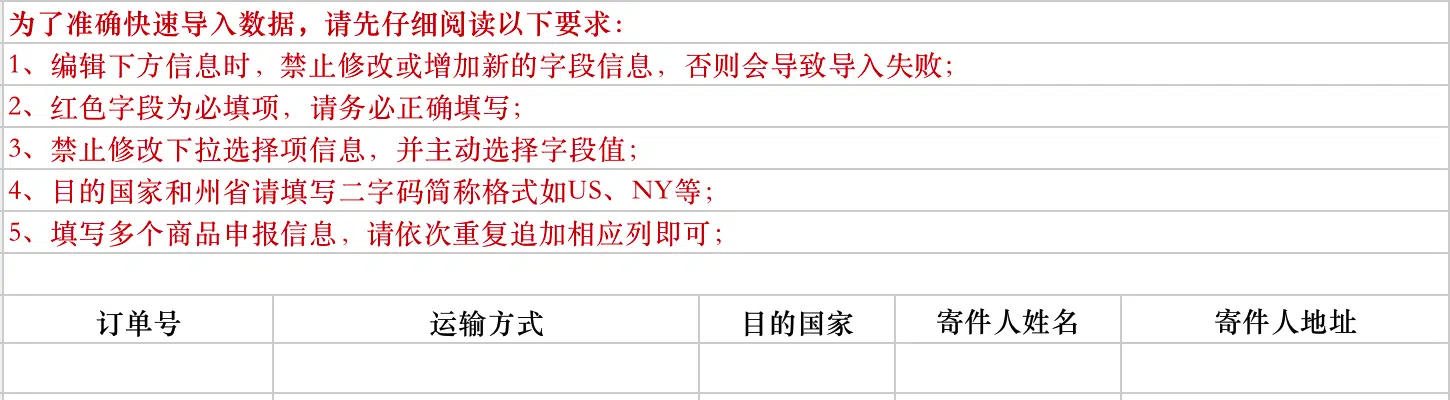 为了准确快速导入数据，请先仔细阅读以下要求：
1、编辑下方信息时，禁止修改或增加新的字段信息，否则会导致导入失败；
2、红色字段为必填项，请务必正确填写；
3、禁止修改下拉选择项信息，并主动选择字段值；
4、目的国家和州省请填写二字码简称格式如US、NY等；
5、填写多个商品申报信息，请依次重复追加相应列即可；
订单号 运输方式 目的国家 寄件人姓名 寄件人地址